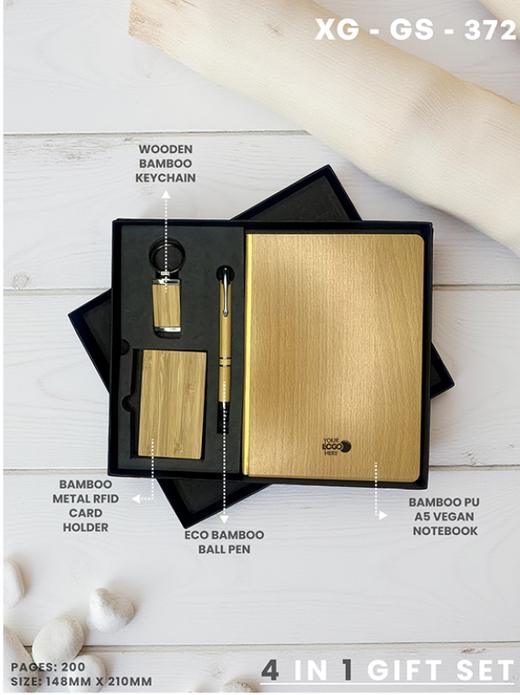 XG - GS - 372
WOODEN
BAMBOO
KEYCHAIN
YOUR
LOGO
HERE
BAMBOO
METAL RFID
CARD
HOLDER
ECO BAMBOO
BALL PEN
BAMBOO PU
A5 VEGAN
NOTEBOOK
PAGES: 200
SIZE: 148MM X 210MM
4 IN 1 GIFT SET